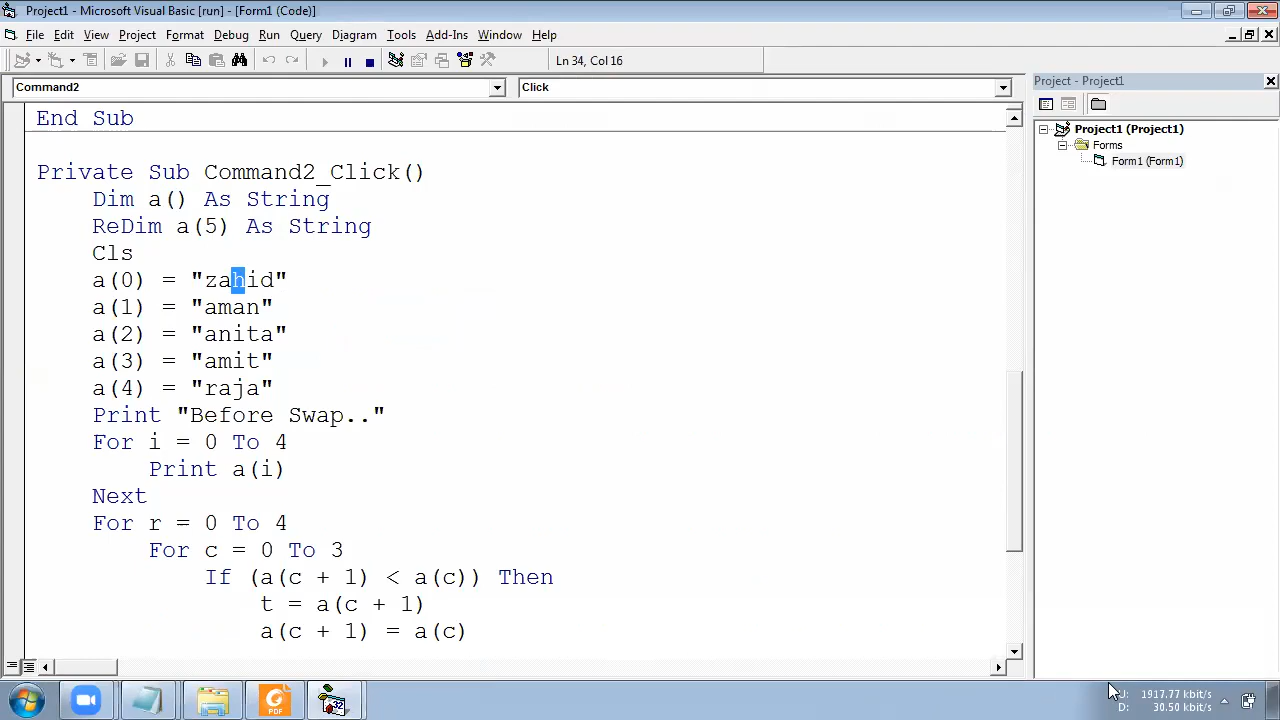 Project1 - Microsoft Visual Basic [run] - [Form1 (Code)]
File Edit View Project Format Debug Run Query Diagram Tools Add-Ins Window Help
Ln 34, Col 16
Command2 Click
Project - Project1
Project1 (Project1)
Forms
Form1 (Form1)
End Sub
Private Sub Command2_Click()
Dim a() As String
ReDim a(5) As String
Cls
a(0) = "zahid"
a(1) = "aman"
a(2) = "anita"
a(3) = "amit"
a(4) = "raja"
Print "Before Swap.."
For i = 0 To 4
Print a(i)
Next
For r = 0 To 4
For c = 0 To 3
If (a(c + 1) < a(c)) Then
t = a(c + 1)
a(c + 1) = a(c)
PDF
32
U: 1917.77 kbit/s
D: 30.50 kbit/s